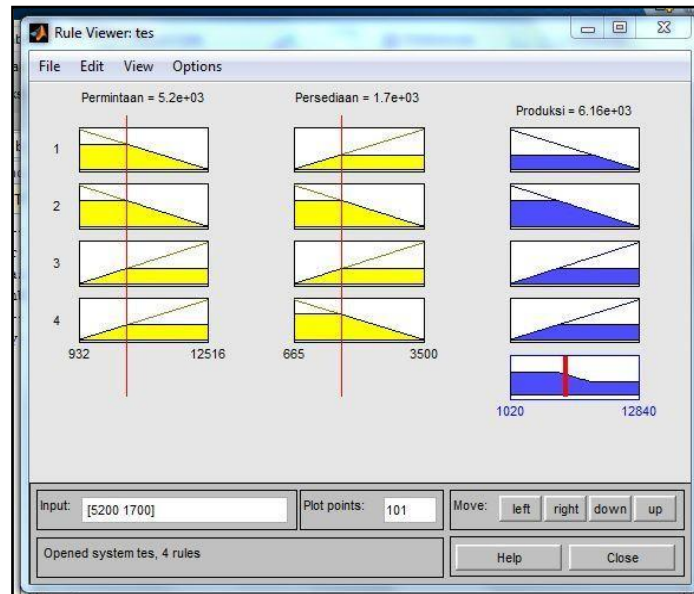 Rule Viewer: tes
File Edit View Options
Permintaan = 5.2e+03 Persediaan = 1.7e+03 Produksi = 6.16e+03
1
2
3
4
932 12516 665 3500
1020 12840
Input: [5200 1700] Plot points: 101 Move: left right down up
Opened system tes, 4 rules Help Close